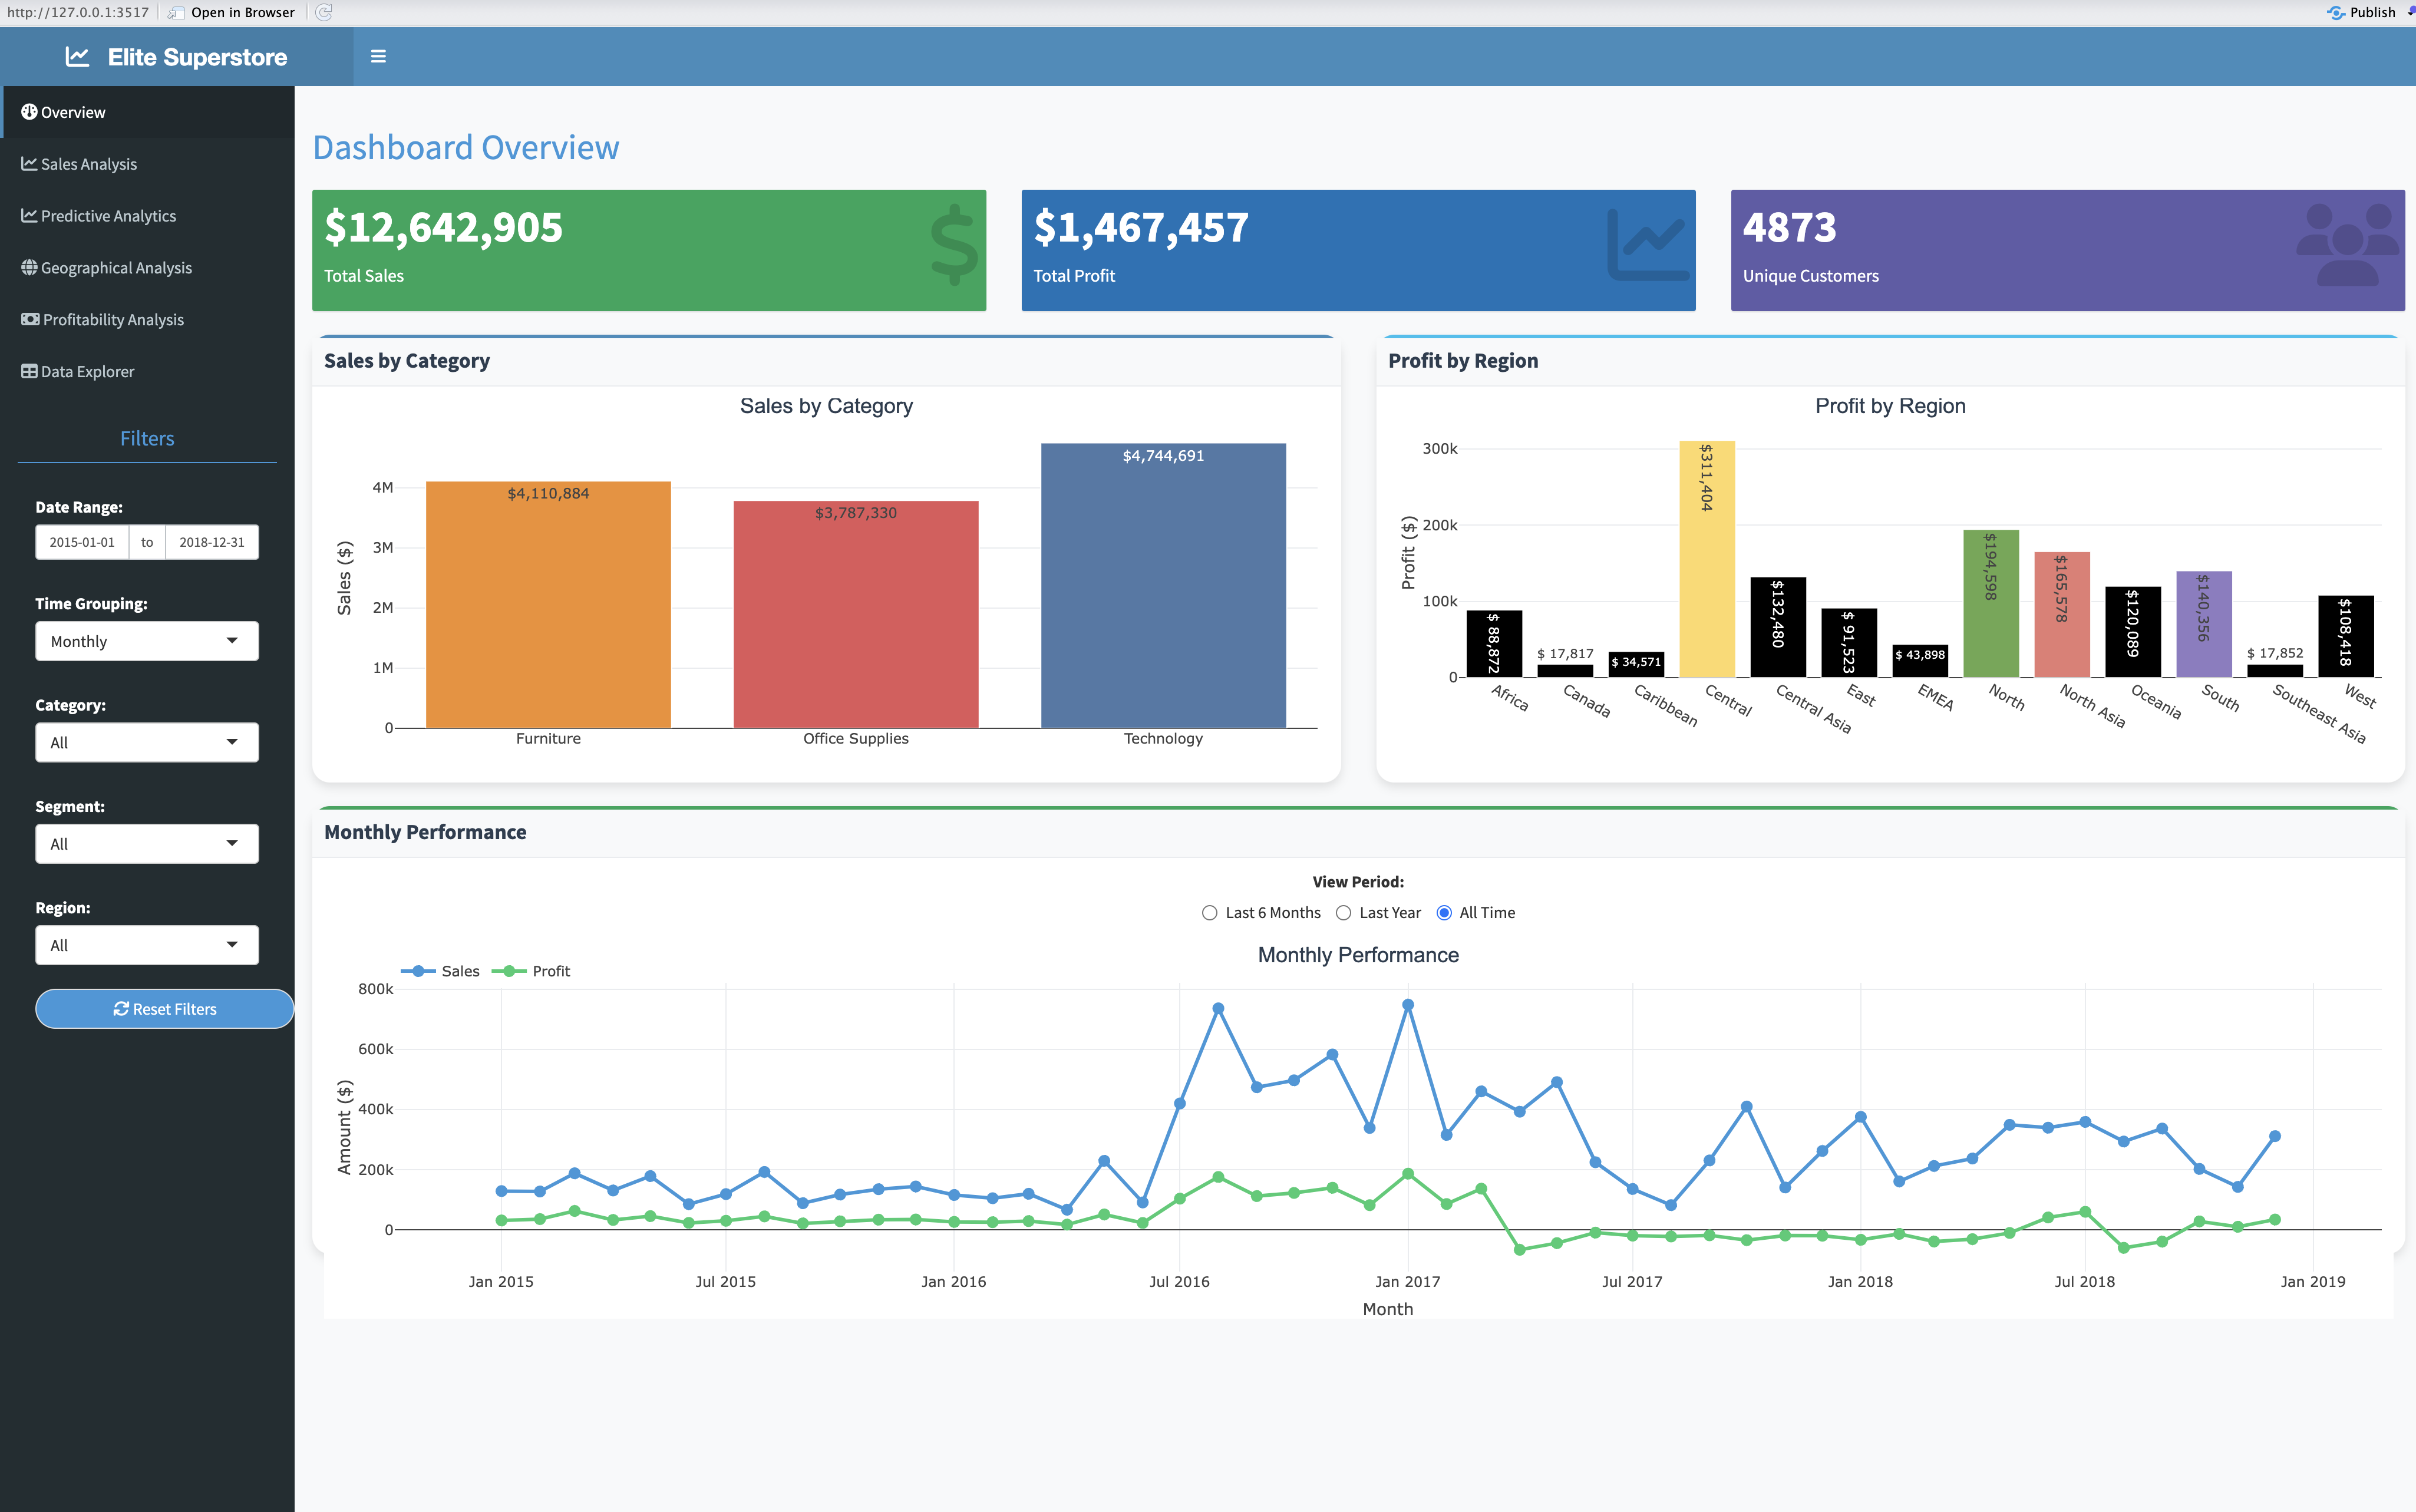 http://127.0.0.1:3517 Open in Browser Publish
Elite Superstore
Overview
Sales Analysis
Predictive Analytics
Geographical Analysis
Profitability Analysis
Data Explorer
Filters
Date Range:
2015-01-01 to 2018-12-31
Time Grouping:
Monthly
Category:
All
Segment:
All
Region:
All
Reset Filters
Dashboard Overview
$12,642,905
Total Sales
$1,467,457
Total Profit
4873
Unique Customers
Sales by Category
Sales by Category
Sales ($)
4M
3M
2M
1M
0
$4,110,884
$3,787,330
$4,744,691
Furniture Office Supplies Technology
Profit by Region
Profit by Region
Profit ($)
300k
200k
100k
0
$ 88,872
$ 17,817
$ 34,571
$311,404
$132,480
$ 91,523
$ 43,898
$194,598
$165,578
$120,089
$140,356
$ 17,852
$108,418
Africa
Canada
Caribbean
Central
Central Asia
East
EMEA
North
North Asia
Oceania
South
Southeast Asia
West
Monthly Performance
View Period:
Last 6 Months Last Year All Time
Monthly Performance
Sales Profit
Amount ($)
800k
600k
400k
200k
0
Jan 2015 Jul 2015 Jan 2016 Jul 2016 Jan 2017 Jul 2017 Jan 2018 Jul 2018 Jan 2019
Month